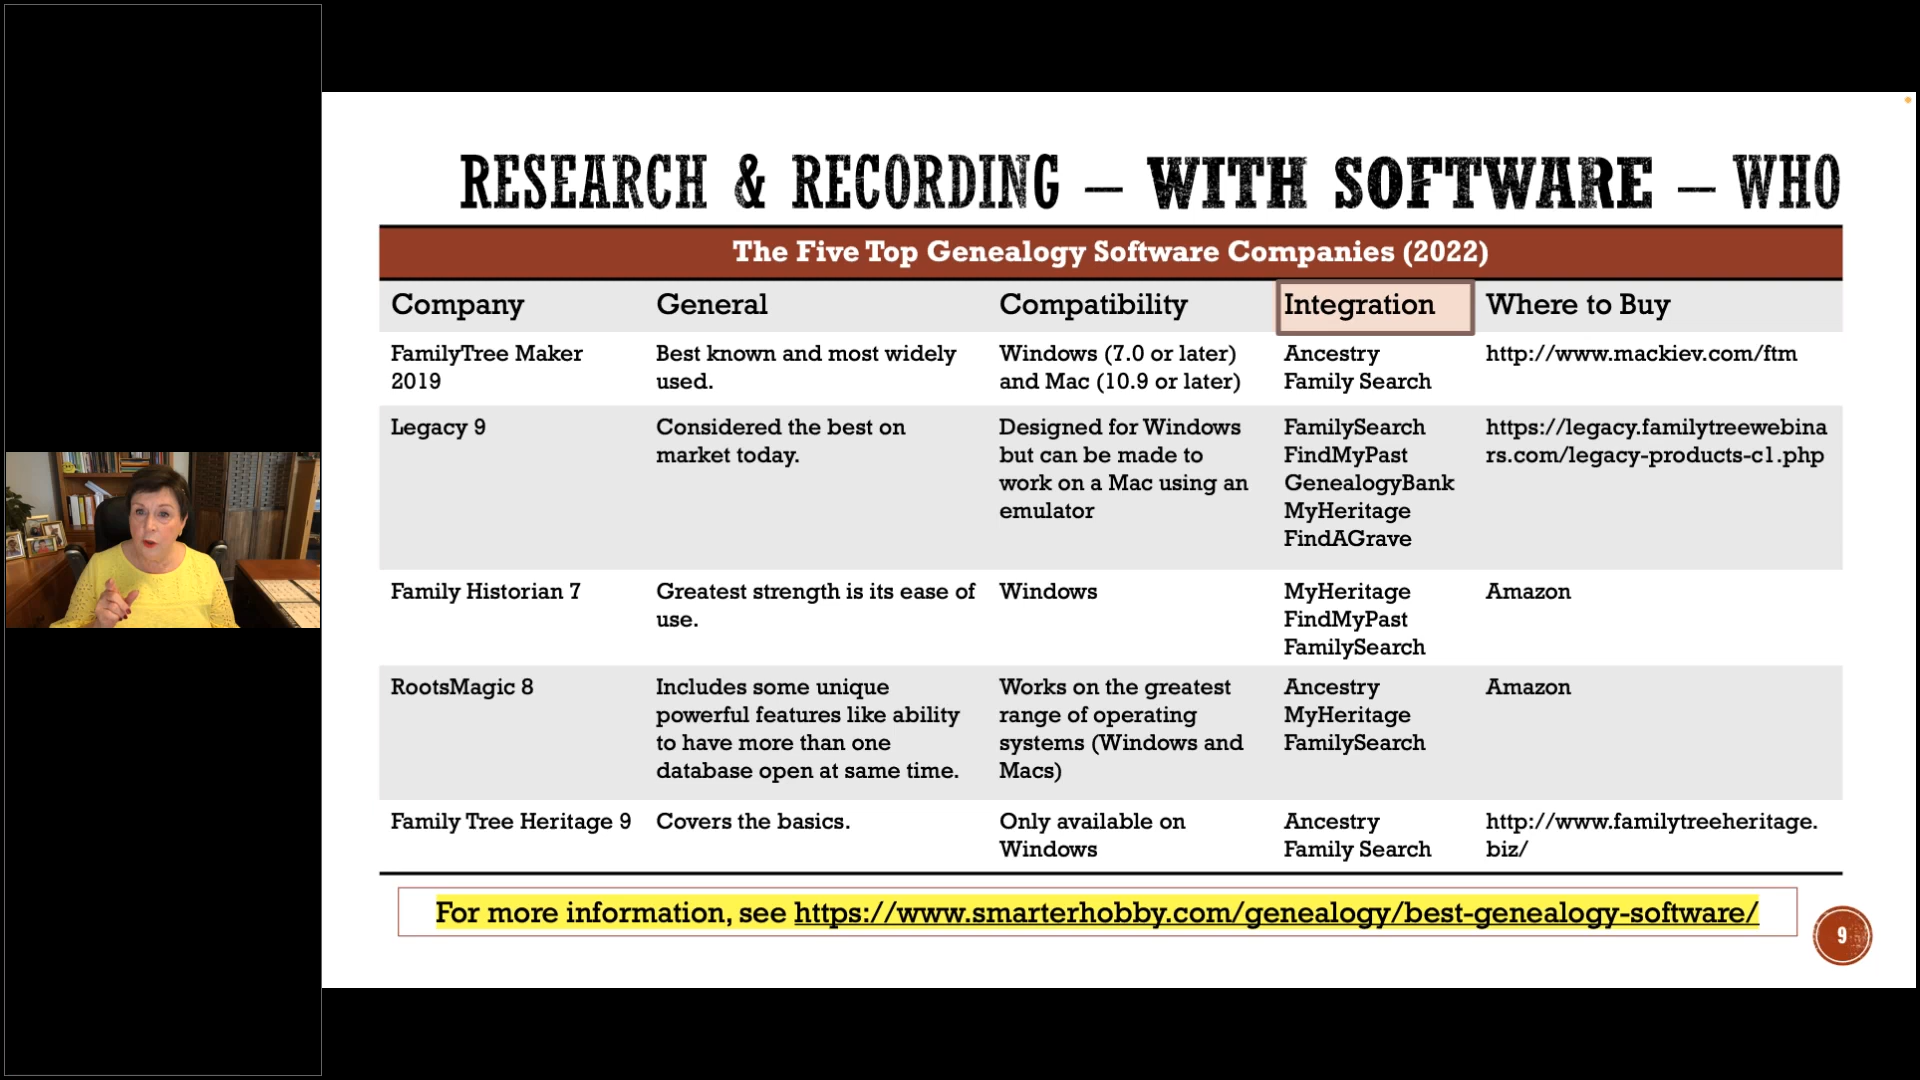 RESEARCH & RECORDING – WITH SOFTWARE – WHO
The Five Top Genealogy Software Companies (2022)
Company General Compatibility Integration Where to Buy
FamilyTree Maker
2019
Best known and most widely
used.
Windows (7.0 or later)
and Mac (10.9 or later)
Ancestry
Family Search
http://www.mackiev.com/ftm
Legacy 9
Considered the best on
market today.
Designed for Windows
but can be made to
work on a Mac using an
emulator
FamilySearch
FindMyPast
GenealogyBank
MyHeritage
FindAGrave
https://legacy.familytreewebina
rs.com/legacy-products-c1.php
Family Historian 7
Greatest strength is its ease of
use.
Windows
MyHeritage
FindMyPast
FamilySearch
Amazon
RootsMagic 8
Includes some unique
powerful features like ability
to have more than one
database open at same time.
Works on the greatest
range of operating
systems (Windows and
Macs)
Ancestry
MyHeritage
FamilySearch
Amazon
Family Tree Heritage 9
Covers the basics.
Only available on
Windows
Ancestry
Family Search
http://www.familytreeheritage.
biz/
For more information, see https://www.smarterhobby.com/genealogy/best-genealogy-software/
9